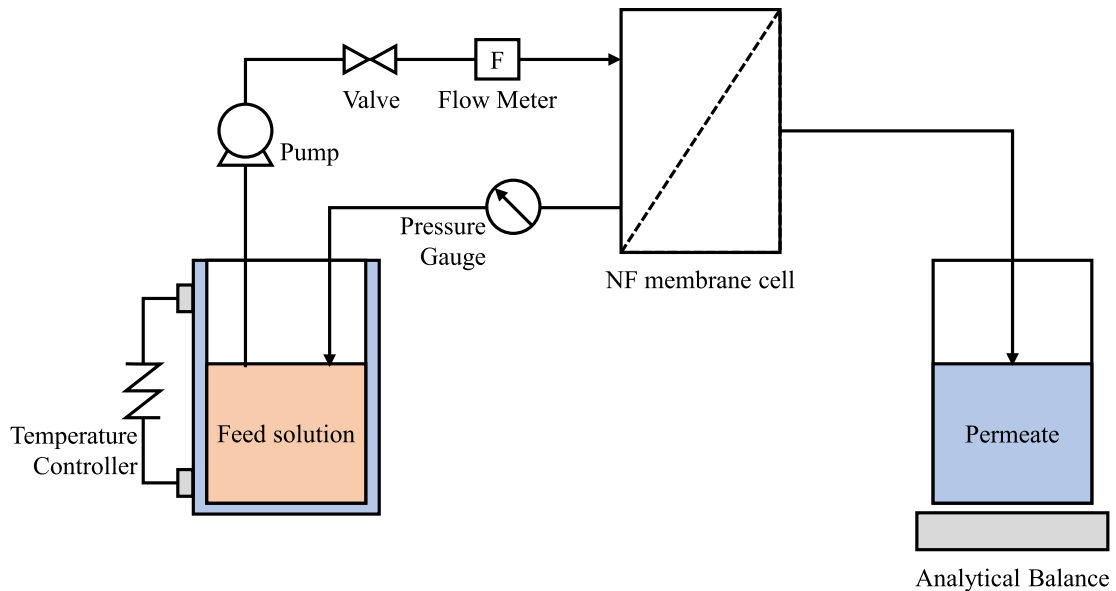 F
Valve
Flow Meter
Pump
Pressure
Gauge
NF membrane cell
Temperature
Controller
Feed solution
Permeate
Analytical Balance